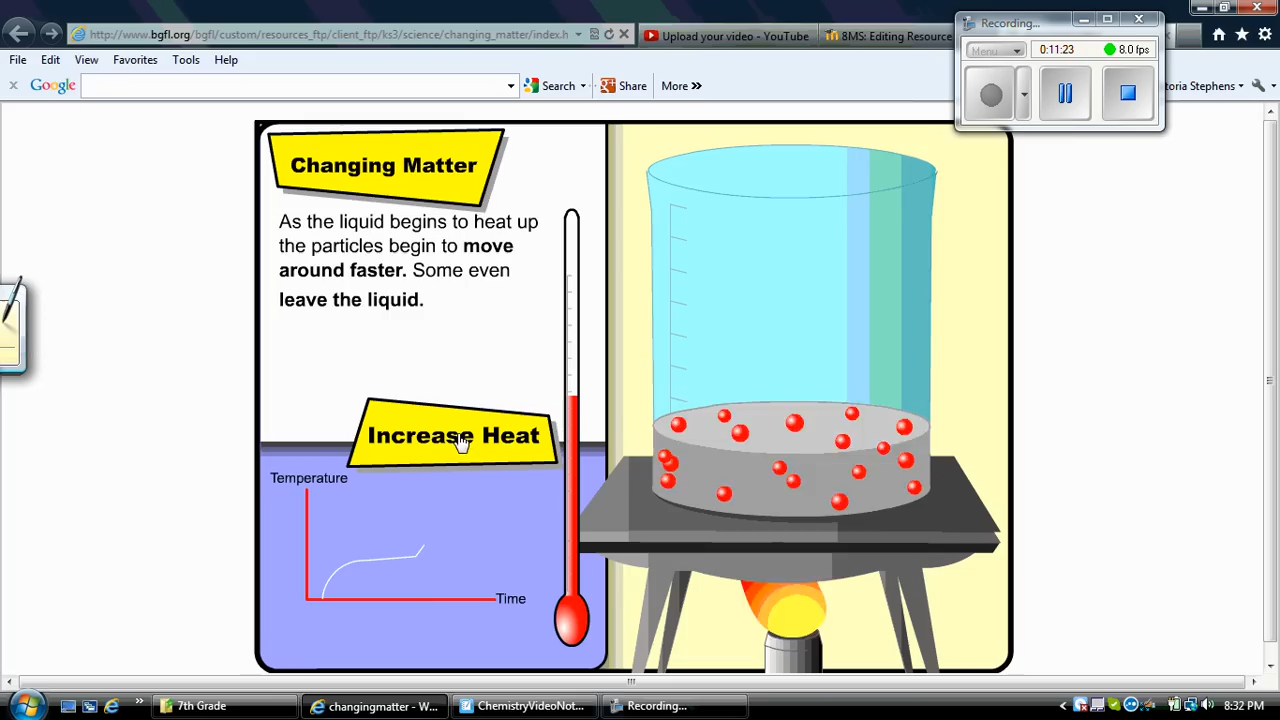 Recording...
http://www.bgfl.org/bgfl/custom/resources_ftp/client_ftp/ks3/science/changing_matter/index.h
Upload your video - YouTube
8MS: Editing Resource
Menu
0:11:23
8.0 fps
File Edit View Favorites Tools Help
x Google Search Share More »
toria Stephens
Changing Matter
As the liquid begins to heat up
the particles begin to move
around faster. Some even
leave the liquid.
Increase Heat
Temperature
Time
7th Grade
changingmatter - W...
ChemistryVideoNot...
Recording...
8:32 PM